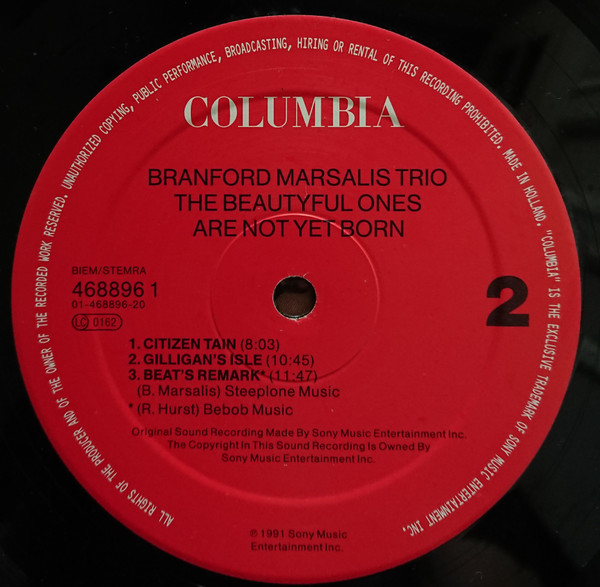 ALL RIGHTS OF THE PRODUCER AND OF THE OWNER OF THE RECORDED WORK RESERVED. UNAUTHORIIZED COPYING, PUBLIC PERFORMANCE, BROADCASTING, HIRING OR RENTAL OF THIS RECORDING PROHIBITED. MADE IN HOLLAND. "COLUMBIA" IS THE EXCLUSIVE TRADEMARK OF SONY MUSIC ENTERTAINMENT INC.
COLUMBIA
BRANFORD MARSALIS TRIO
THE BEAUTYFUL ONES
ARE NOT YET BORN
BIEM/STEMRA
468896 1
01-468896-20
LC 0162
2
1. CITIZEN TAIN (8:03)
2. GILLIGAN'S ISLE (10:45)
3. BEAT'S REMARK* (11:47)
(B. Marsalis) Steeplone Music
* (R. Hurst) Bebob Music
Original Sound Recording Made By Sony Music Entertainment Inc.
The Copyright In This Sound Recording Is Owned By
Sony Music Entertainment Inc.
℗ 1991 Sony Music
Entertainment Inc.